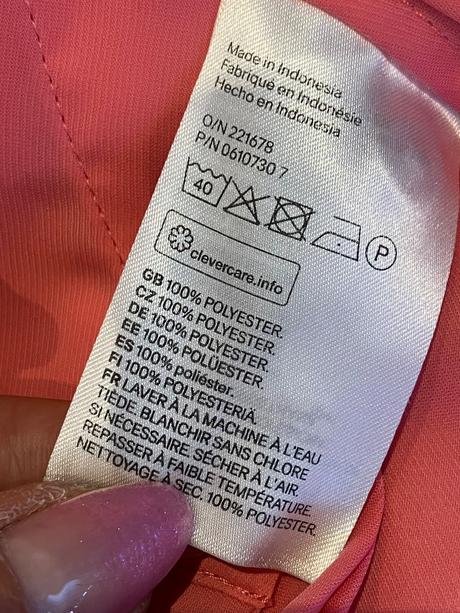 Made in Indonesia
Fabriqué en Indonésie
Hecho en Indonesia
O/N 221678
P/N 0610730 7
40
P
clevercare.info
GB 100% POLYESTER.
CZ 100% POLYESTER.
DE 100% POLYESTER.
EE 100% POLÜESTER.
ES 100% poliéster.
FI 100% POLYESTERIÄ.
FR LAVER À LA MACHINE À L'EAU
TIÈDE. BLANCHIR SANS CHLORE
SI NÉCESSAIRE. SÉCHER À L'AIR.
REPASSER À FAIBLE TEMPÉRATURE.
NETTOYAGE À SEC. 100% POLYESTER.